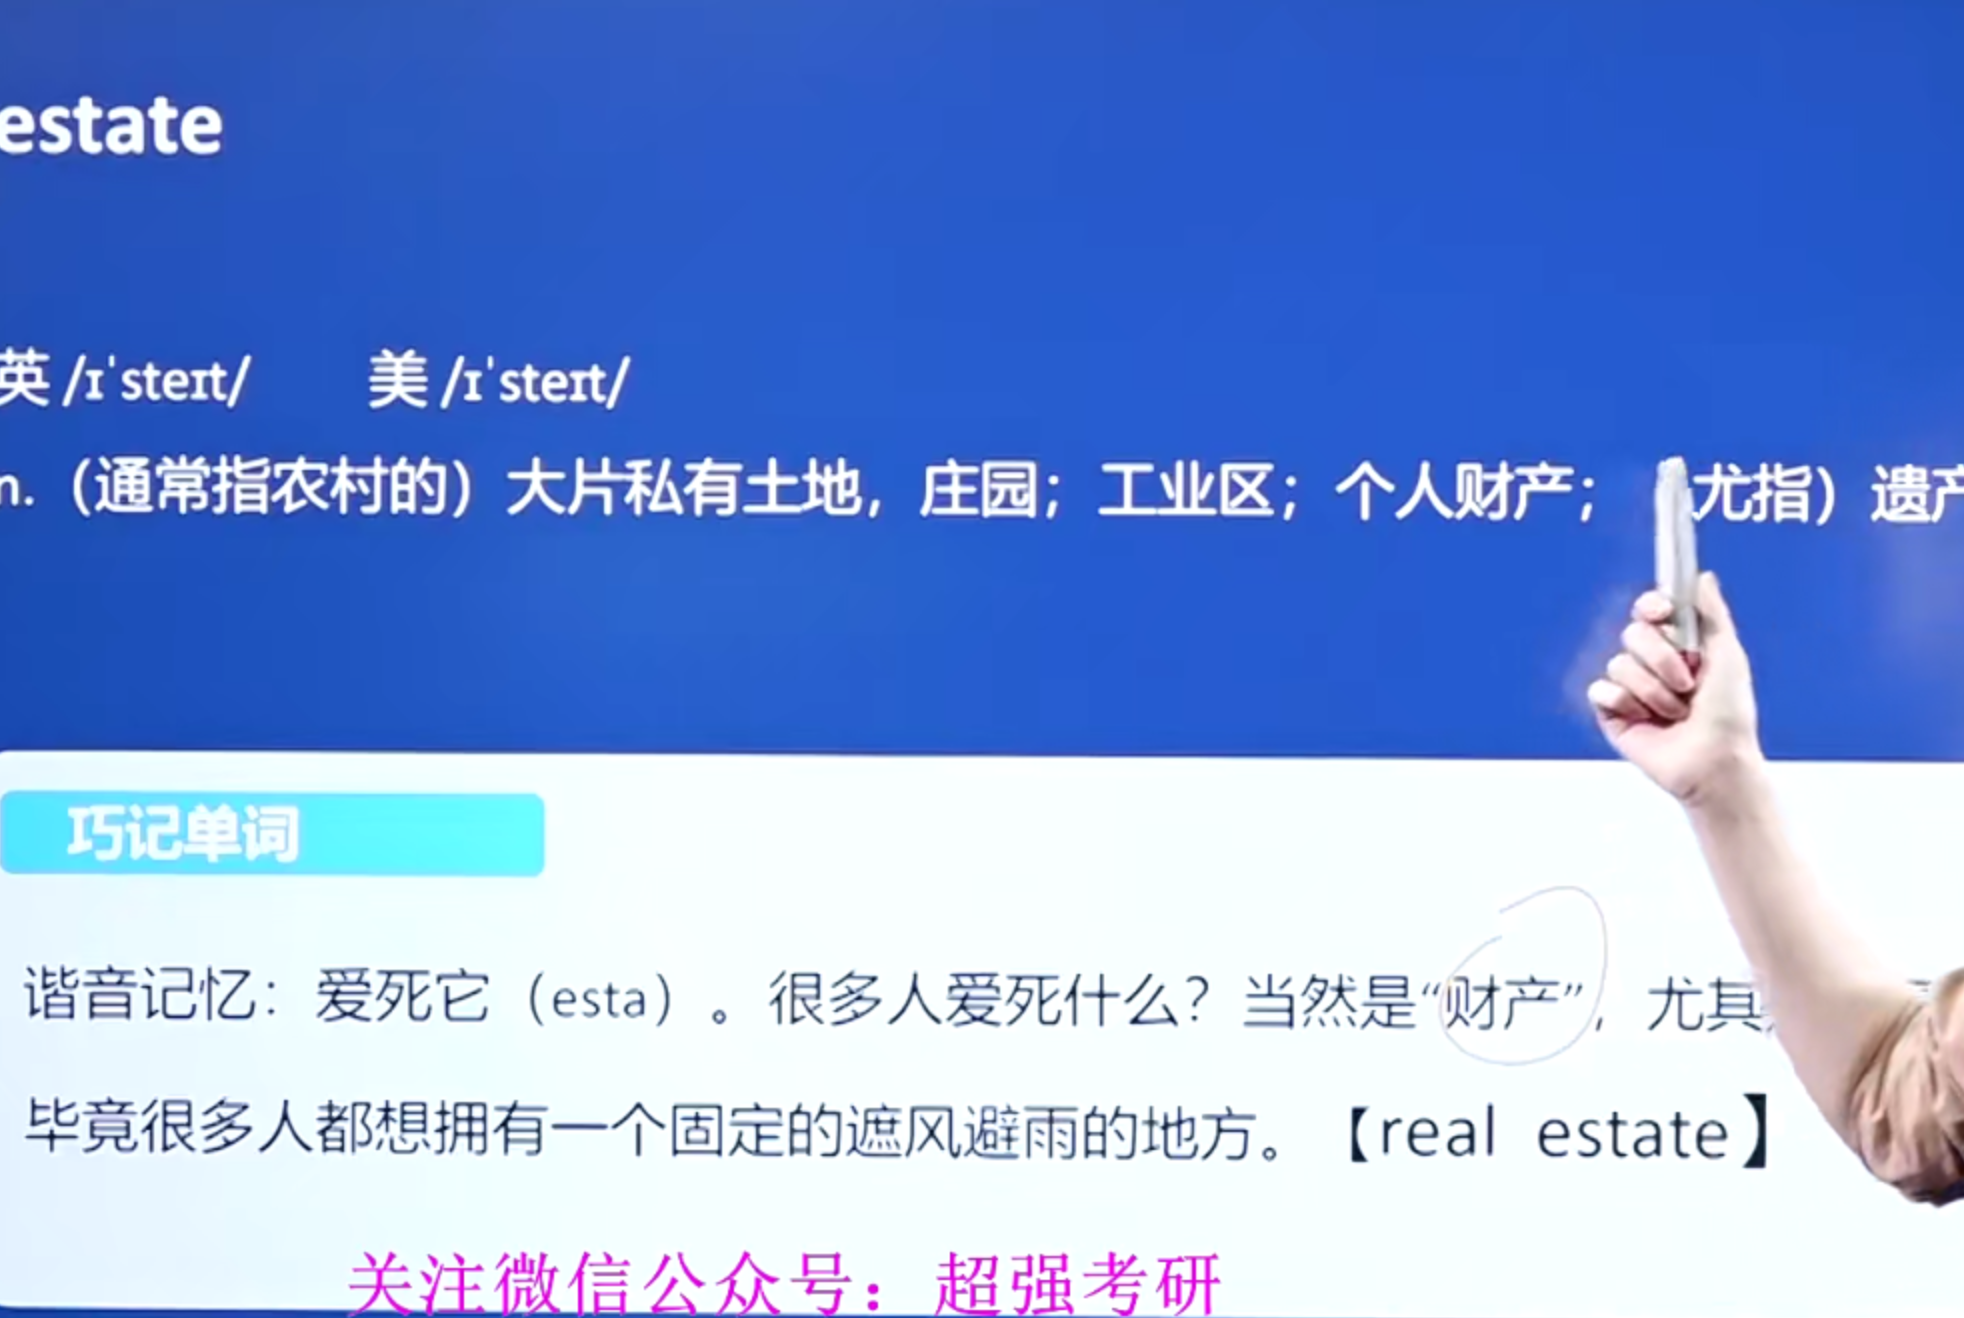 estate
英 /ɪˈsteɪt/ 美 /ɪˈsteɪt/
n.（通常指农村的）大片私有土地，庄园；工业区；个人财产；尤指）遗产
巧记单词
谐音记忆：爱死它（esta）。很多人爱死什么？当然是“财产”，尤其
毕竟很多人都想拥有一个固定的遮风避雨的地方。【real estate】
关注微信公众号：超强考研